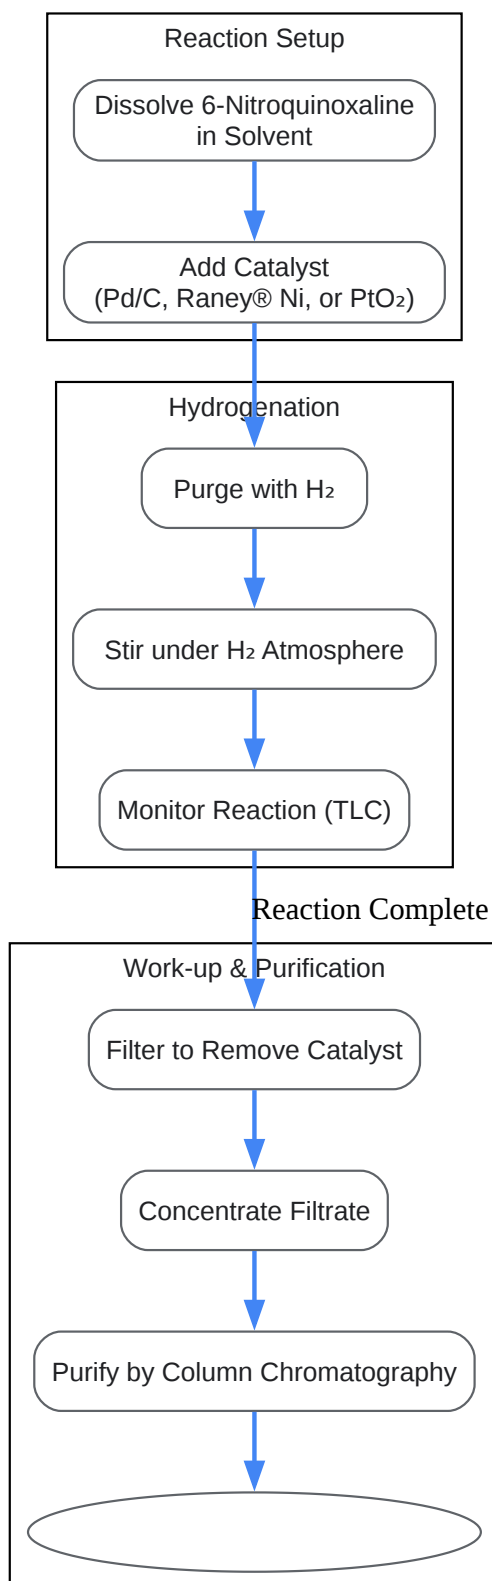 Reaction Setup
Dissolve 6-Nitroquinoxaline
in Solvent
Add Catalyst
(Pd/C, Raney® Ni, or PtO₂)
Hydrogenation
Purge with H₂
Stir under H₂ Atmosphere
Monitor Reaction (TLC)
Reaction Complete
Work-up & Purification
Filter to Remove Catalyst
Concentrate Filtrate
Purify by Column Chromatography